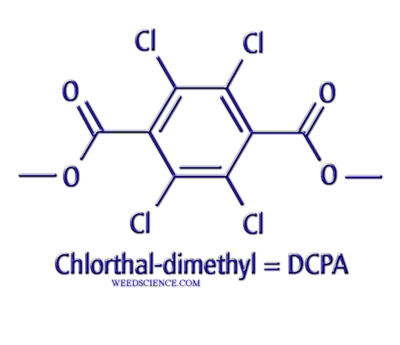 Cl Cl
O O
O O
Cl Cl
Chlorthal-dimethyl = DCPA
WEEDSCIENCE.COM